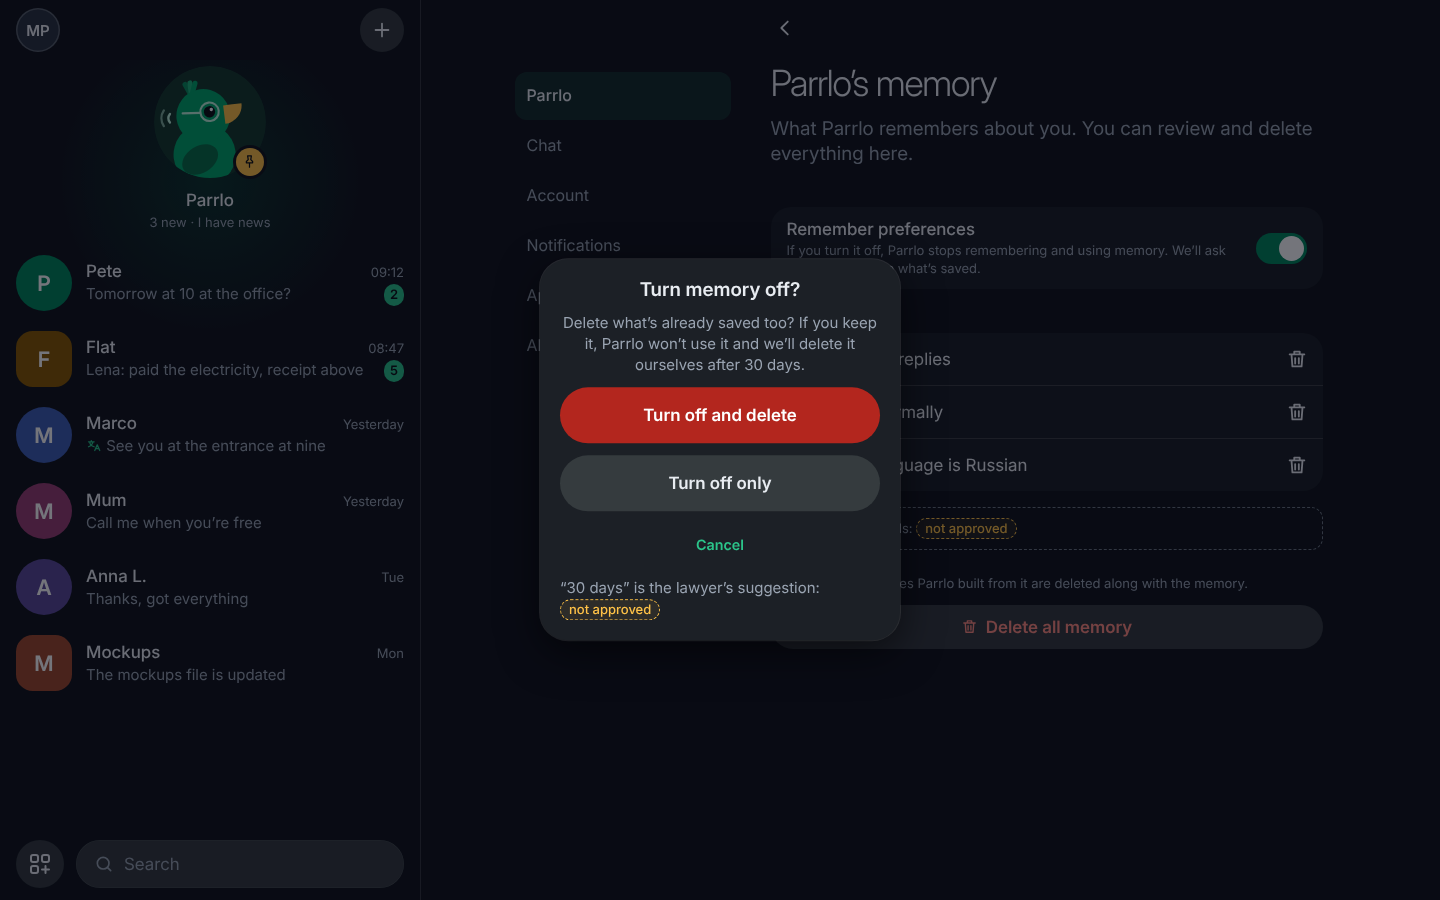 MP
Parrlo
3 new · I have news
P
Pete
09:12
Tomorrow at 10 at the office?
2
F
Flat
08:47
Lena: paid the electricity, receipt above
5
M
Marco
Yesterday
See you at the entrance at nine
M
Mum
Yesterday
Call me when you're free
A
Anna L.
Tue
Thanks, got everything
M
Mockups
Mon
The mockups file is updated
Search
Parrlo
Chat
Account
Notifications
Parrlo's memory
What Parrlo remembers about you. You can review and delete
everything here.
Remember preferences
If you turn it off, Parrlo stops remembering and using memory. We'll ask
what's saved.
replies
is Russian
not approved
Parrlo built from it are deleted along with the memory.
Delete all memory
Turn memory off?
Delete what's already saved too? If you keep
it, Parrlo won't use it and we'll delete it
ourselves after 30 days.
Turn off and delete
Turn off only
Cancel
“30 days” is the lawyer's suggestion:
not approved